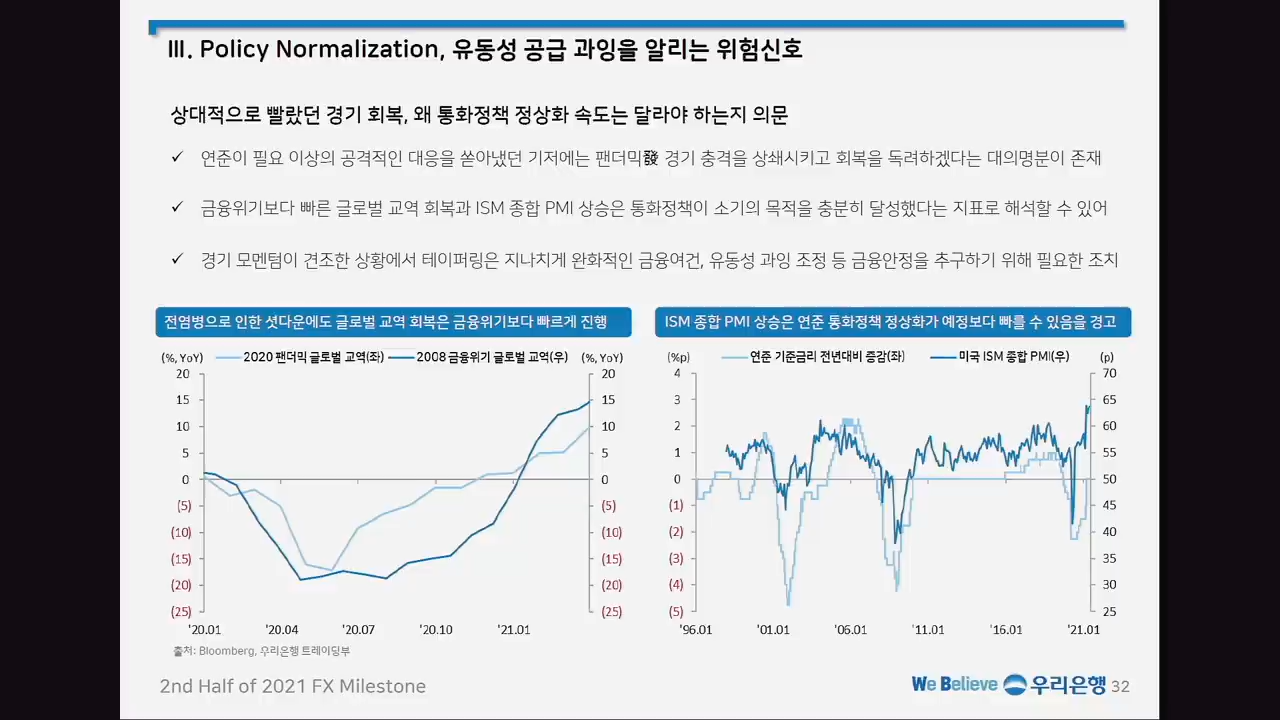 III. Policy Normalization, 유동성 공급 과잉을 알리는 위험신호
상대적으로 빨랐던 경기 회복, 왜 통화정책 정상화 속도는 달라야 하는지 의문
✓ 연준이 필요 이상의 공격적인 대응을 쏟아냈던 기저에는 팬더믹發 경기 충격을 상쇄시키고 회복을 독려하겠다는 대의명분이 존재
✓ 금융위기보다 빠른 글로벌 교역 회복과 ISM 종합 PMI 상승은 통화정책이 소기의 목적을 충분히 달성했다는 지표로 해석할 수 있어
✓ 경기 모멘텀이 견조한 상황에서 테이퍼링은 지나치게 완화적인 금융여건, 유동성 과잉 조정 등 금융안정을 추구하기 위해 필요한 조치
전염병으로 인한 셧다운에도 글로벌 교역 회복은 금융위기보다 빠르게 진행
(%, YoY) 2020 팬더믹 글로벌 교역(좌) 2008 금융위기 글로벌 교역(우) (%, YoY)
20 20
15 15
10 10
5 5
0 0
(5) (5)
(10) (10)
(15) (15)
(20) (20)
(25) (25)
'20.01 '20.04 '20.07 '20.10 '21.01
ISM 종합 PMI 상승은 연준 통화정책 정상화가 예정보다 빠를 수 있음을 경고
(%p) 연준 기준금리 전년대비 증감(좌) 미국 ISM 종합 PMI(우) (p)
4 70
3 65
2 60
1 55
0 50
(1) 45
(2) 40
(3) 35
(4) 30
(5) 25
'96.01 '01.01 '06.01 '11.01 '16.01 '21.01
출처: Bloomberg, 우리은행 트레이딩부
2nd Half of 2021 FX Milestone
We Believe 우리은행 32